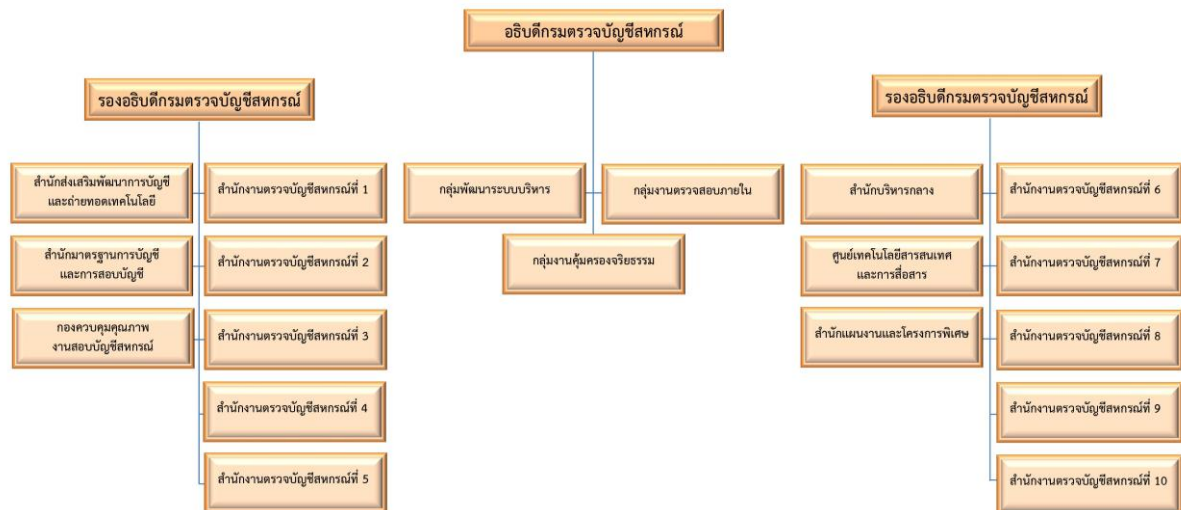 อธิบดีกรมตรวจบัญชีสหกรณ์
รองอธิบดีกรมตรวจบัญชีสหกรณ์
สำนักส่งเสริมพัฒนาการบัญชี
และถ่ายทอดเทคโนโลยี
สำนักงานตรวจบัญชีสหกรณ์ที่ 1
สำนักมาตรฐานการบัญชี
และการสอบบัญชี
สำนักงานตรวจบัญชีสหกรณ์ที่ 2
กองควบคุมคุณภาพ
งานสอบบัญชีสหกรณ์
สำนักงานตรวจบัญชีสหกรณ์ที่ 3
สำนักงานตรวจบัญชีสหกรณ์ที่ 4
สำนักงานตรวจบัญชีสหกรณ์ที่ 5
กลุ่มพัฒนาระบบบริหาร
กลุ่มงานตรวจสอบภายใน
กลุ่มงานคุ้มครองจริยธรรม
รองอธิบดีกรมตรวจบัญชีสหกรณ์
สำนักบริหารกลาง
สำนักงานตรวจบัญชีสหกรณ์ที่ 6
ศูนย์เทคโนโลยีสารสนเทศ
และการสื่อสาร
สำนักงานตรวจบัญชีสหกรณ์ที่ 7
สำนักแผนงานและโครงการพิเศษ
สำนักงานตรวจบัญชีสหกรณ์ที่ 8
สำนักงานตรวจบัญชีสหกรณ์ที่ 9
สำนักงานตรวจบัญชีสหกรณ์ที่ 10